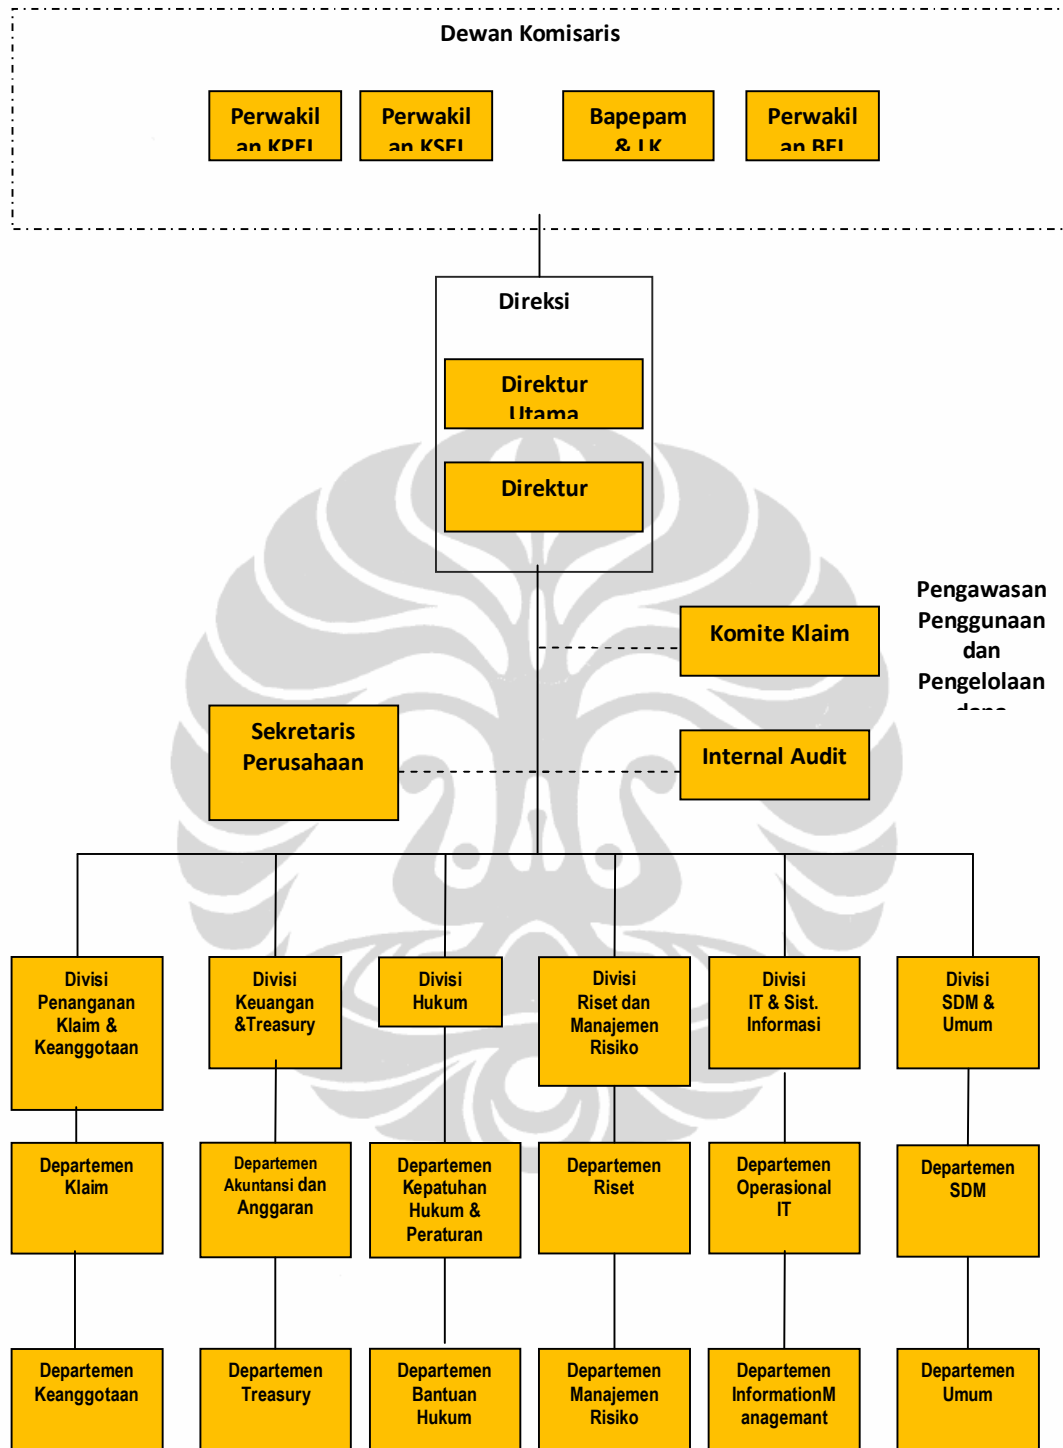 Dewan Komisaris
Perwakil
an KPEI
Perwakil
an KSEI
Bapepam
& LK
Perwakil
an BEI
Direksi
Direktur
Utama
Direktur
Komite Klaim
Pengawasan
Penggunaan
dan
Pengelolaan
Sekretaris
Perusahaan
Internal Audit
Divisi
Penanganan
Klaim &
Keanggotaan
Divisi
Keuangan
&Treasury
Divisi
Hukum
Divisi
Riset dan
Manajemen
Risiko
Divisi
IT & Sist.
Informasi
Divisi
SDM &
Umum
Departemen
Klaim
Departemen
Akuntansi dan
Anggaran
Departemen
Kepatuhan
Hukum &
Peraturan
Departemen
Riset
Departemen
Operasional
IT
Departemen
SDM
Departemen
Keanggotaan
Departemen
Treasury
Departemen
Bantuan
Hukum
Departemen
Manajemen
Risiko
Departemen
InformationM
anagemant
Departemen
Umum